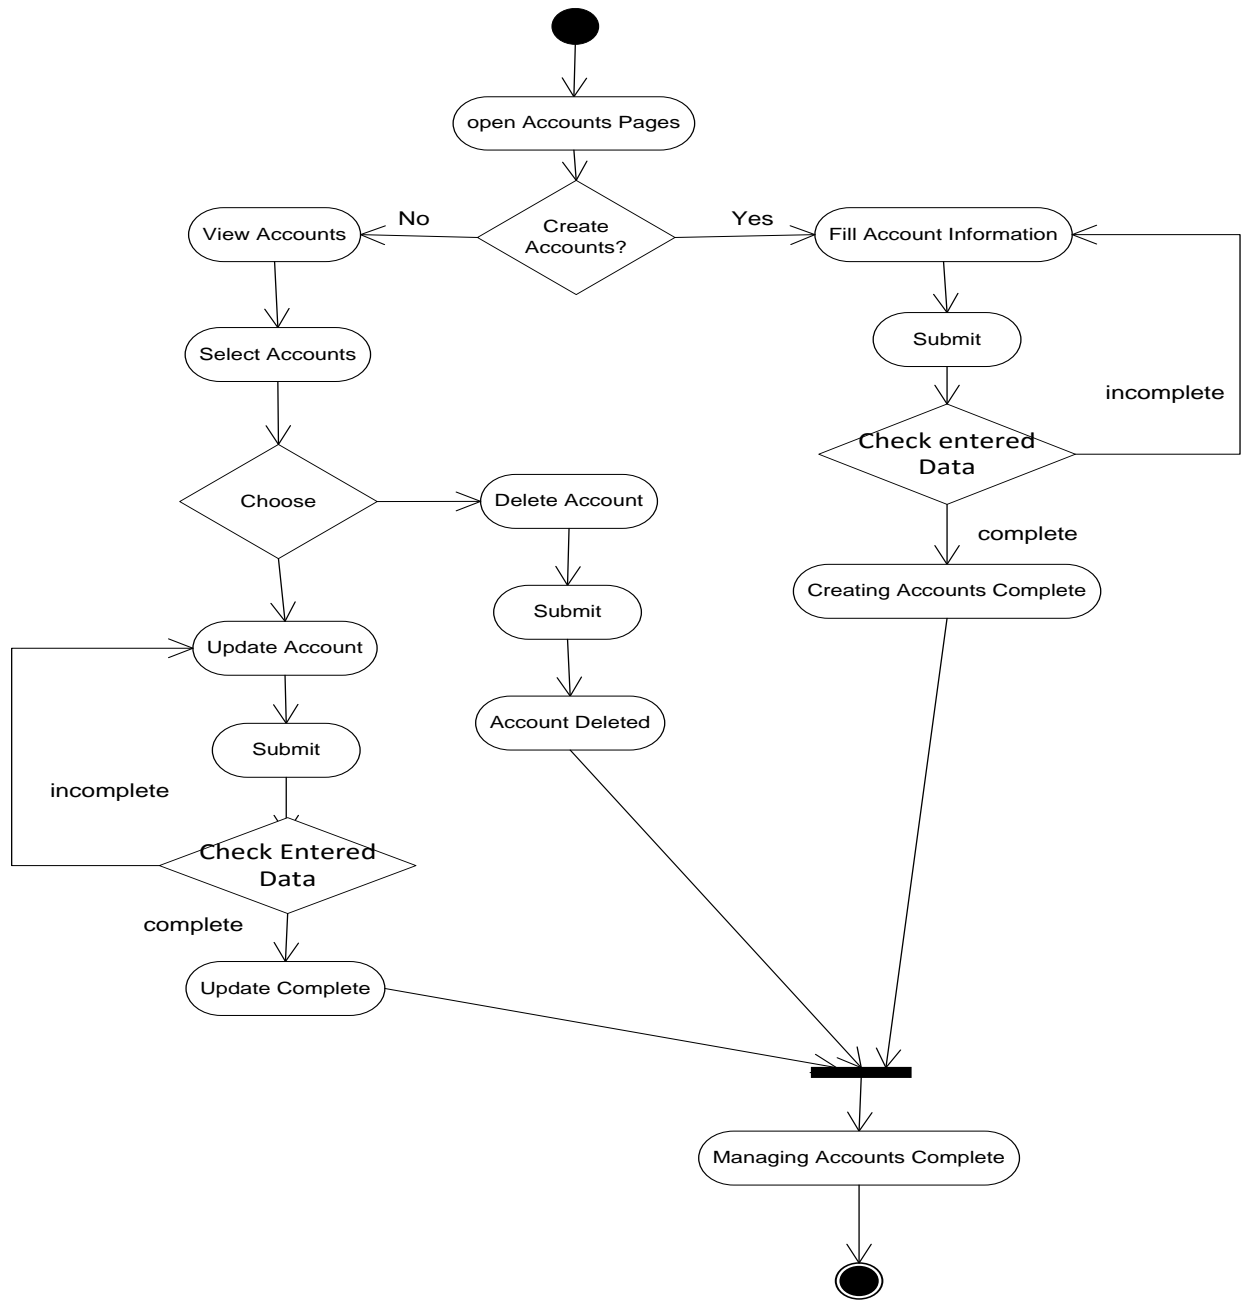 open Accounts Pages
No
Yes
View Accounts
Create
Accounts?
Fill Account Information
Submit
Select Accounts
incomplete
Check entered
Data
Choose
Delete Account
complete
Creating Accounts Complete
Submit
Update Account
Account Deleted
Submit
incomplete
Check Entered
Data
complete
Update Complete
Managing Accounts Complete